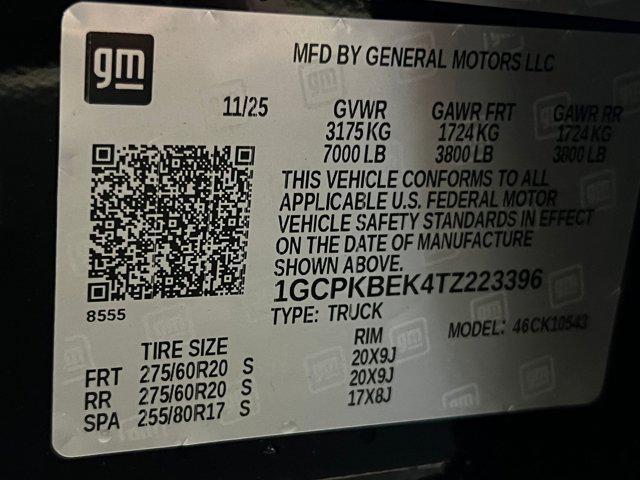 gm
MFD BY GENERAL MOTORS LLC
11/25 GVWR GAWR FRT GAWR RR
3175 KG 1724 KG 1724 KG
7000 LB 3800 LB 3800 LB
THIS VEHICLE CONFORMS TO ALL
APPLICABLE U.S. FEDERAL MOTOR
VEHICLE SAFETY STANDARDS IN EFFECT
ON THE DATE OF MANUFACTURE
SHOWN ABOVE.
1GCPKBEK4TZ223396
8555
TYPE: TRUCK MODEL: 46CK10543
TIRE SIZE RIM
FRT 275/60R20 S 20X9J
RR 275/60R20 S 20X9J
SPA 255/80R17 S 17X8J